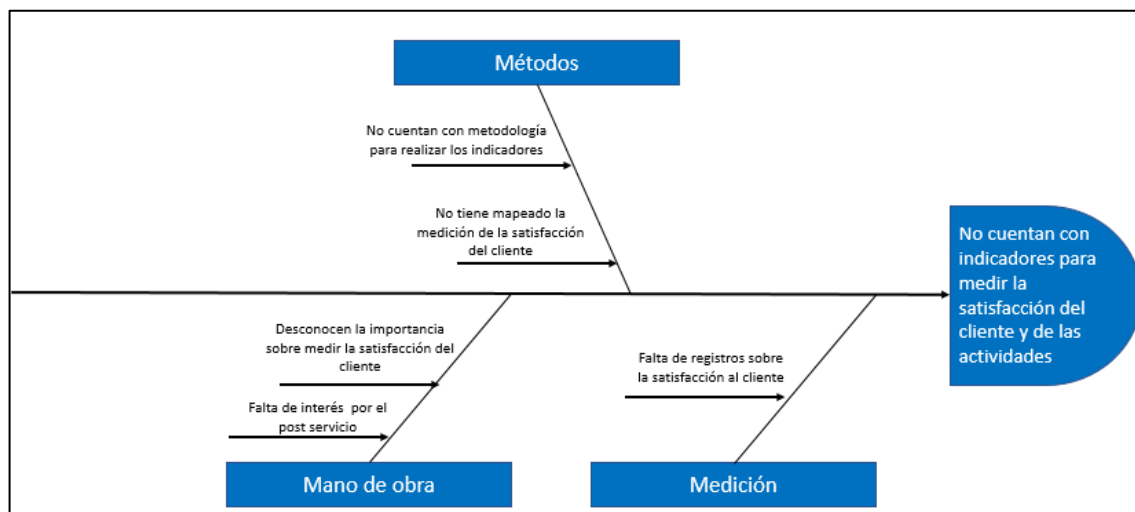 Métodos
No cuentan con metodología
para realizar los indicadores
No tiene mapeado la
medición de la satisfacción
del cliente
No cuentan con
indicadores para
medir la
satisfacción del
cliente y de las
actividades
Desconocen la importancia
sobre medir la satisfacción del
cliente
Falta de interés por el
post servicio
Falta de registros sobre
la satisfacción al cliente
Mano de obra
Medición